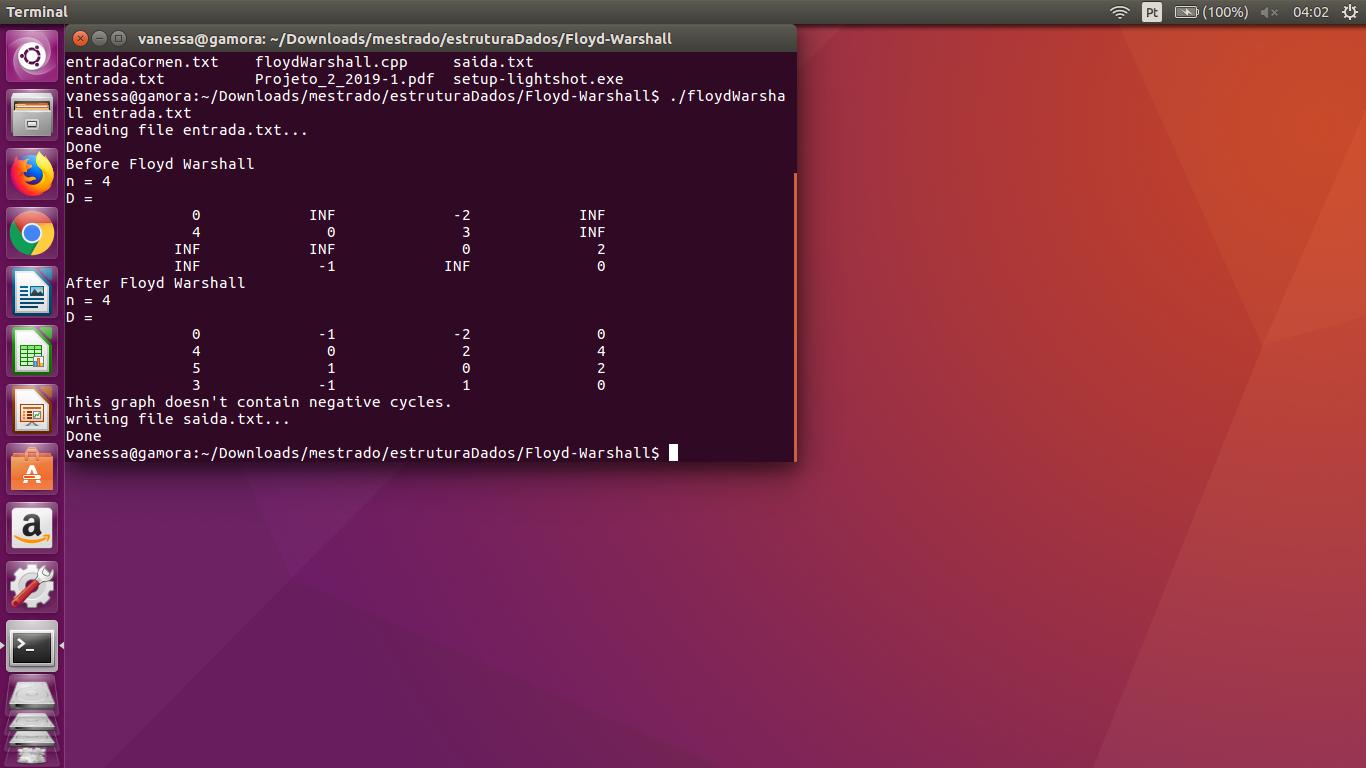 Terminal
Pt
(100%)
04:02
vanessa@gamora: ~/Downloads/mestrado/estruturaDados/Floyd-Warshall
entradaCormen.txt    floydWarshall.cpp     saida.txt
entrada.txt          Projeto_2_2019-1.pdf  setup-lightshot.exe
vanessa@gamora:~/Downloads/mestrado/estruturaDados/Floyd-Warshall$ ./floydWarsha
ll entrada.txt
reading file entrada.txt...
Done
Before Floyd Warshall
n = 4
D =
0 INF -2 INF
4 0 3 INF
INF INF 0 2
INF -1 INF 0
After Floyd Warshall
n = 4
D =
0 -1 -2 0
4 0 2 4
5 1 0 2
3 -1 1 0
This graph doesn't contain negative cycles.
writing file saida.txt...
Done
vanessa@gamora:~/Downloads/mestrado/estruturaDados/Floyd-Warshall$
A
a
>_